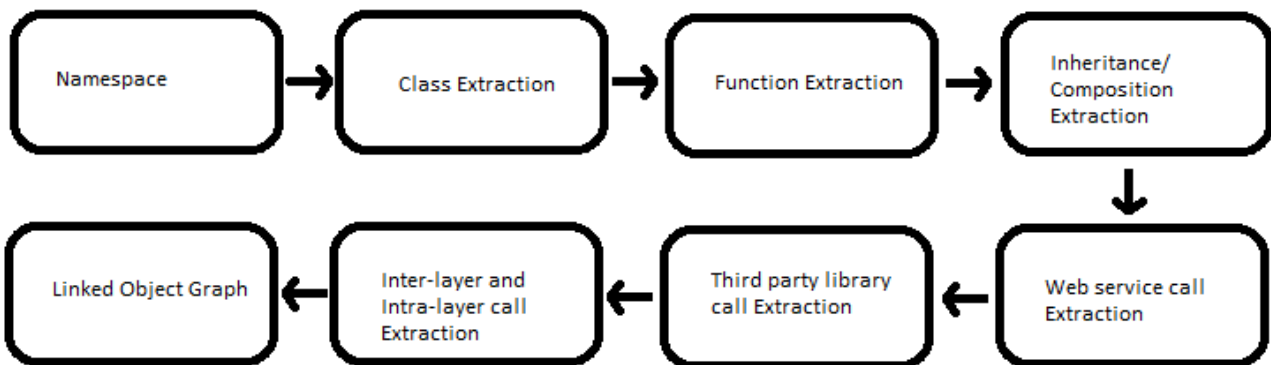 Namespace
Class Extraction
Function Extraction
Inheritance/
Composition
Extraction
Web service call
Extraction
Third party library
call Extraction
Inter-layer and
Intra-layer call
Extraction
Linked Object Graph